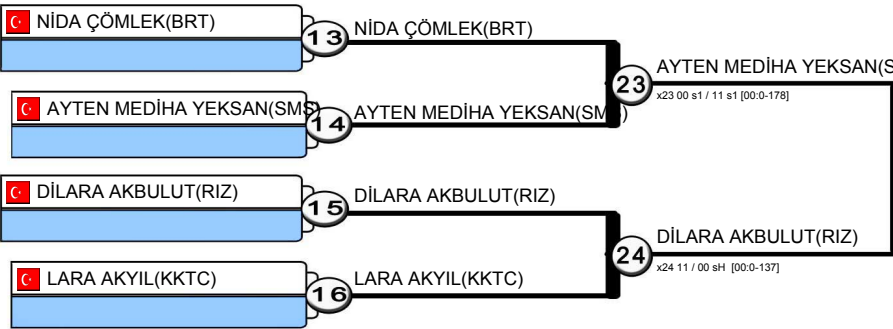 NİDA ÇÖMLEK(BRT)
13
NİDA ÇÖMLEK(BRT)
AYTEN MEDİHA YEKSAN(S
23
x23 00 s1 / 11 s1 [00:0-178]
AYTEN MEDİHA YEKSAN(SMS)
14
AYTEN MEDİHA YEKSAN(SMS)
DİLARA AKBULUT(RIZ)
15
DİLARA AKBULUT(RIZ)
DİLARA AKBULUT(RIZ)
24
x24 11 / 00 sH [00:0-137]
LARA AKYIL(KKTC)
16
LARA AKYIL(KKTC)